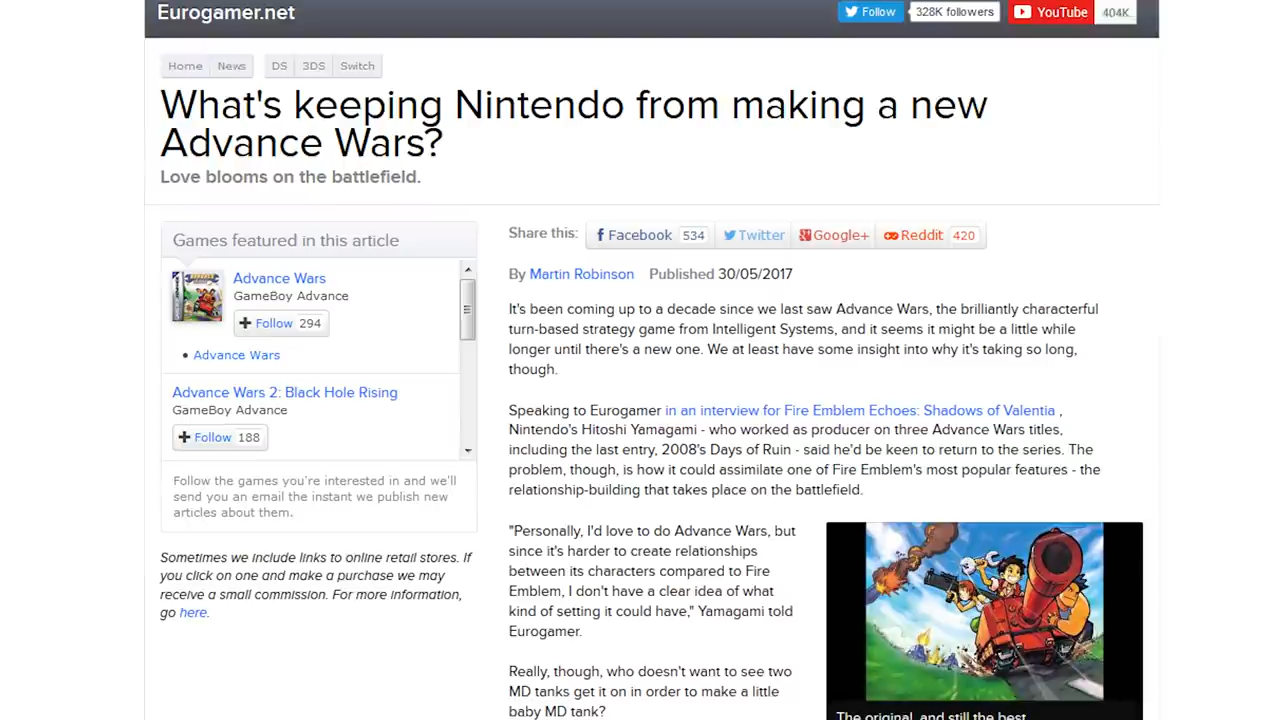 Eurogamer.net
Follow 328K followers YouTube 404K
Home News DS 3DS Switch
What's keeping Nintendo from making a new
Advance Wars?
Love blooms on the battlefield.
Games featured in this article
Advance Wars
GameBoy Advance
Follow 294
Advance Wars
Advance Wars 2: Black Hole Rising
GameBoy Advance
Follow 188
Follow the games you're interested in and we'll
send you an email the instant we publish new
articles about them.
Sometimes we include links to online retail stores. If
you click on one and make a purchase we may
receive a small commission. For more information,
go here.
Share this: Facebook 534 Twitter Google+ Reddit 420
By Martin Robinson Published 30/05/2017
It's been coming up to a decade since we last saw Advance Wars, the brilliantly characterful
turn-based strategy game from Intelligent Systems, and it seems it might be a little while
longer until there's a new one. We at least have some insight into why it's taking so long,
though.
Speaking to Eurogamer in an interview for Fire Emblem Echoes: Shadows of Valentia ,
Nintendo's Hitoshi Yamagami - who worked as producer on three Advance Wars titles,
including the last entry, 2008's Days of Ruin - said he'd be keen to return to the series. The
problem, though, is how it could assimilate one of Fire Emblem's most popular features - the
relationship-building that takes place on the battlefield.
"Personally, I'd love to do Advance Wars, but
since it's harder to create relationships
between its characters compared to Fire
Emblem, I don't have a clear idea of what
kind of setting it could have," Yamagami told
Eurogamer.
Really, though, who doesn't want to see two
MD tanks get it on in order to make a little
baby MD tank?
The original, and still the best.